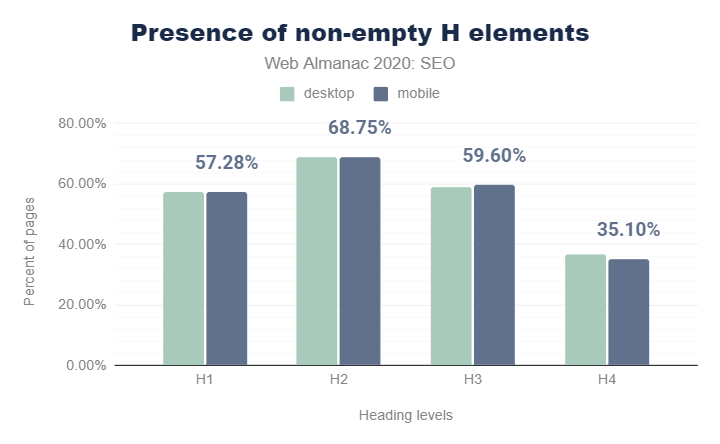 Presence of non-empty H elements
Web Almanac 2020: SEO
desktop mobile
80.00%
60.00%
40.00%
20.00%
0.00%
Percent of pages
57.28%
68.75%
59.60%
35.10%
H1 H2 H3 H4
Heading levels